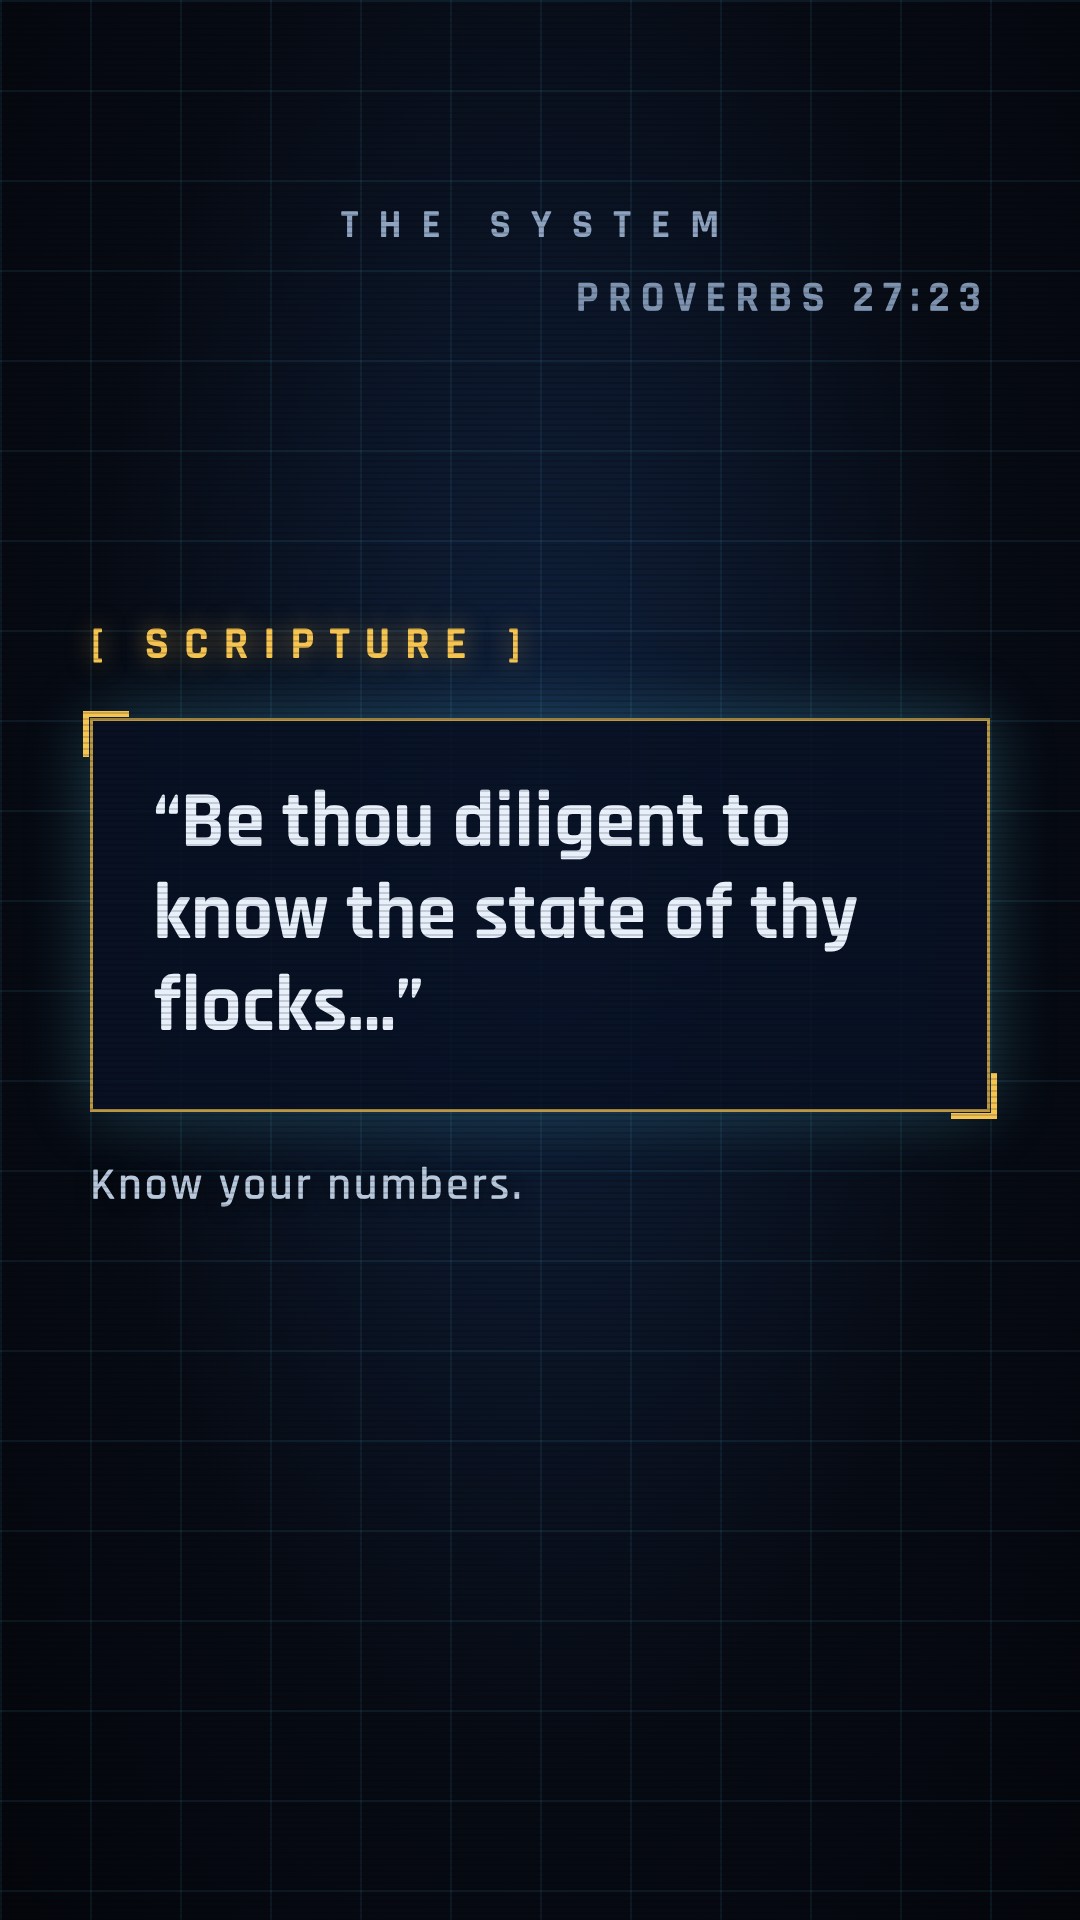 THE SYSTEM
PROVERBS 27:23
[ SCRIPTURE ]
“Be thou diligent to
know the state of thy
flocks...”
Know your numbers.